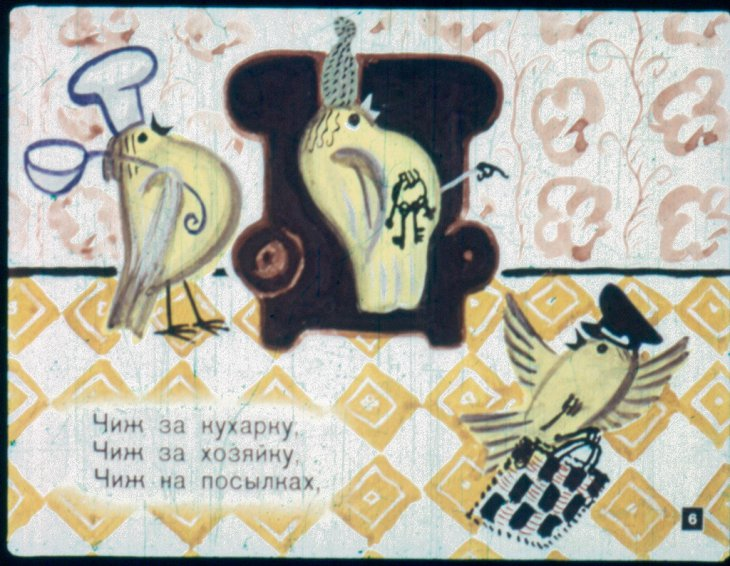 Чиж за кухарку,
Чиж за хозяйку,
Чиж на посылках,
6